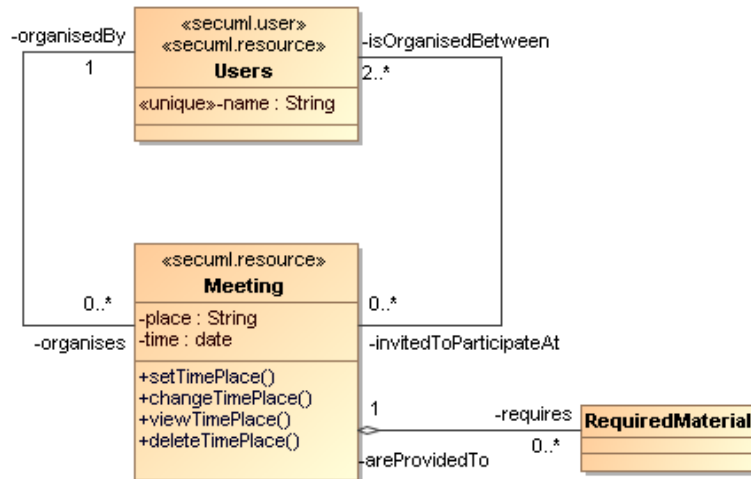 «secuml.user»
-organisedBy
«secuml.resource»
-isOrganisedBetween
1
Users
2..*
«unique»-name : String
«secuml.resource»
Meeting
0..*
0..*
-place : String
-time : date
-organises
-invitedToParticipateAt
+setTimePlace()
+changeTimePlace()
+viewTimePlace()
+deleteTimePlace()
1
-requires
RequiredMaterial
0..*
-areProvidedTo